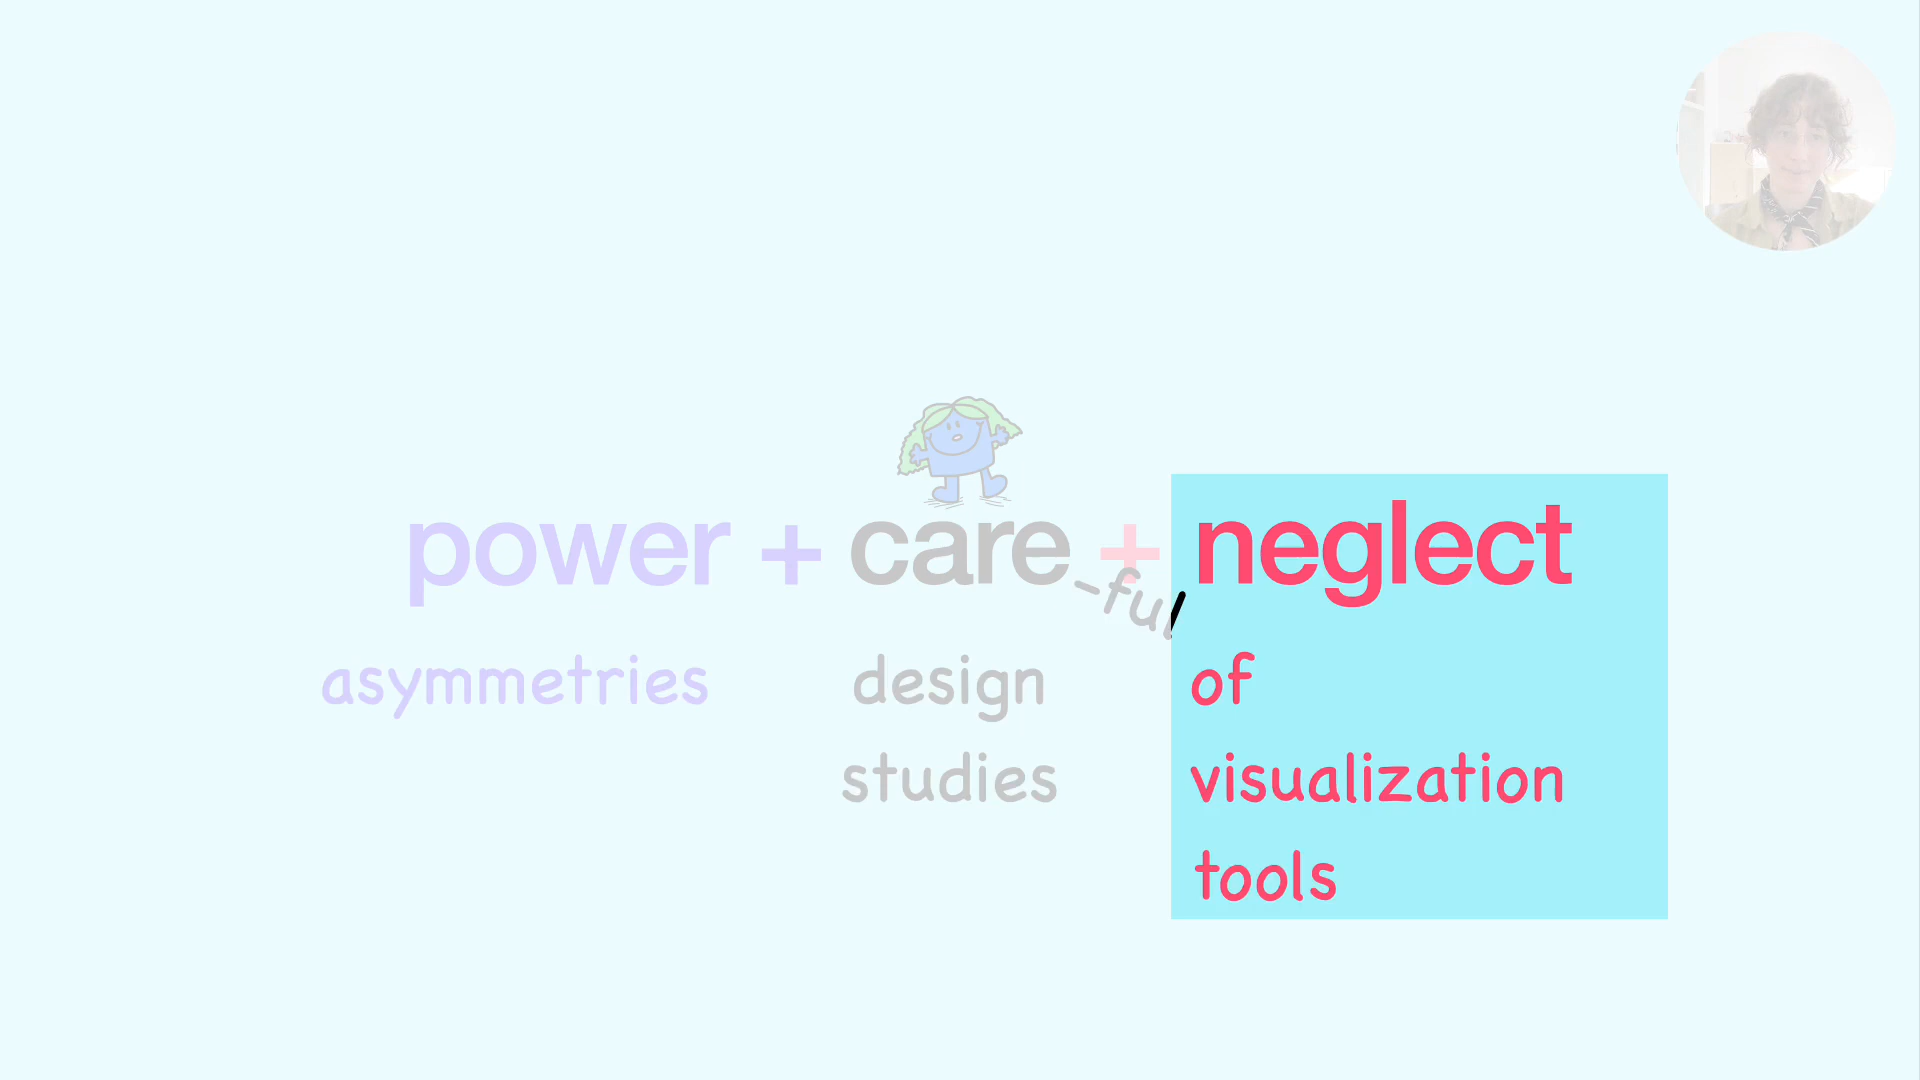 power + care + neglect
-ful
asymmetries design of
studies visualization
tools